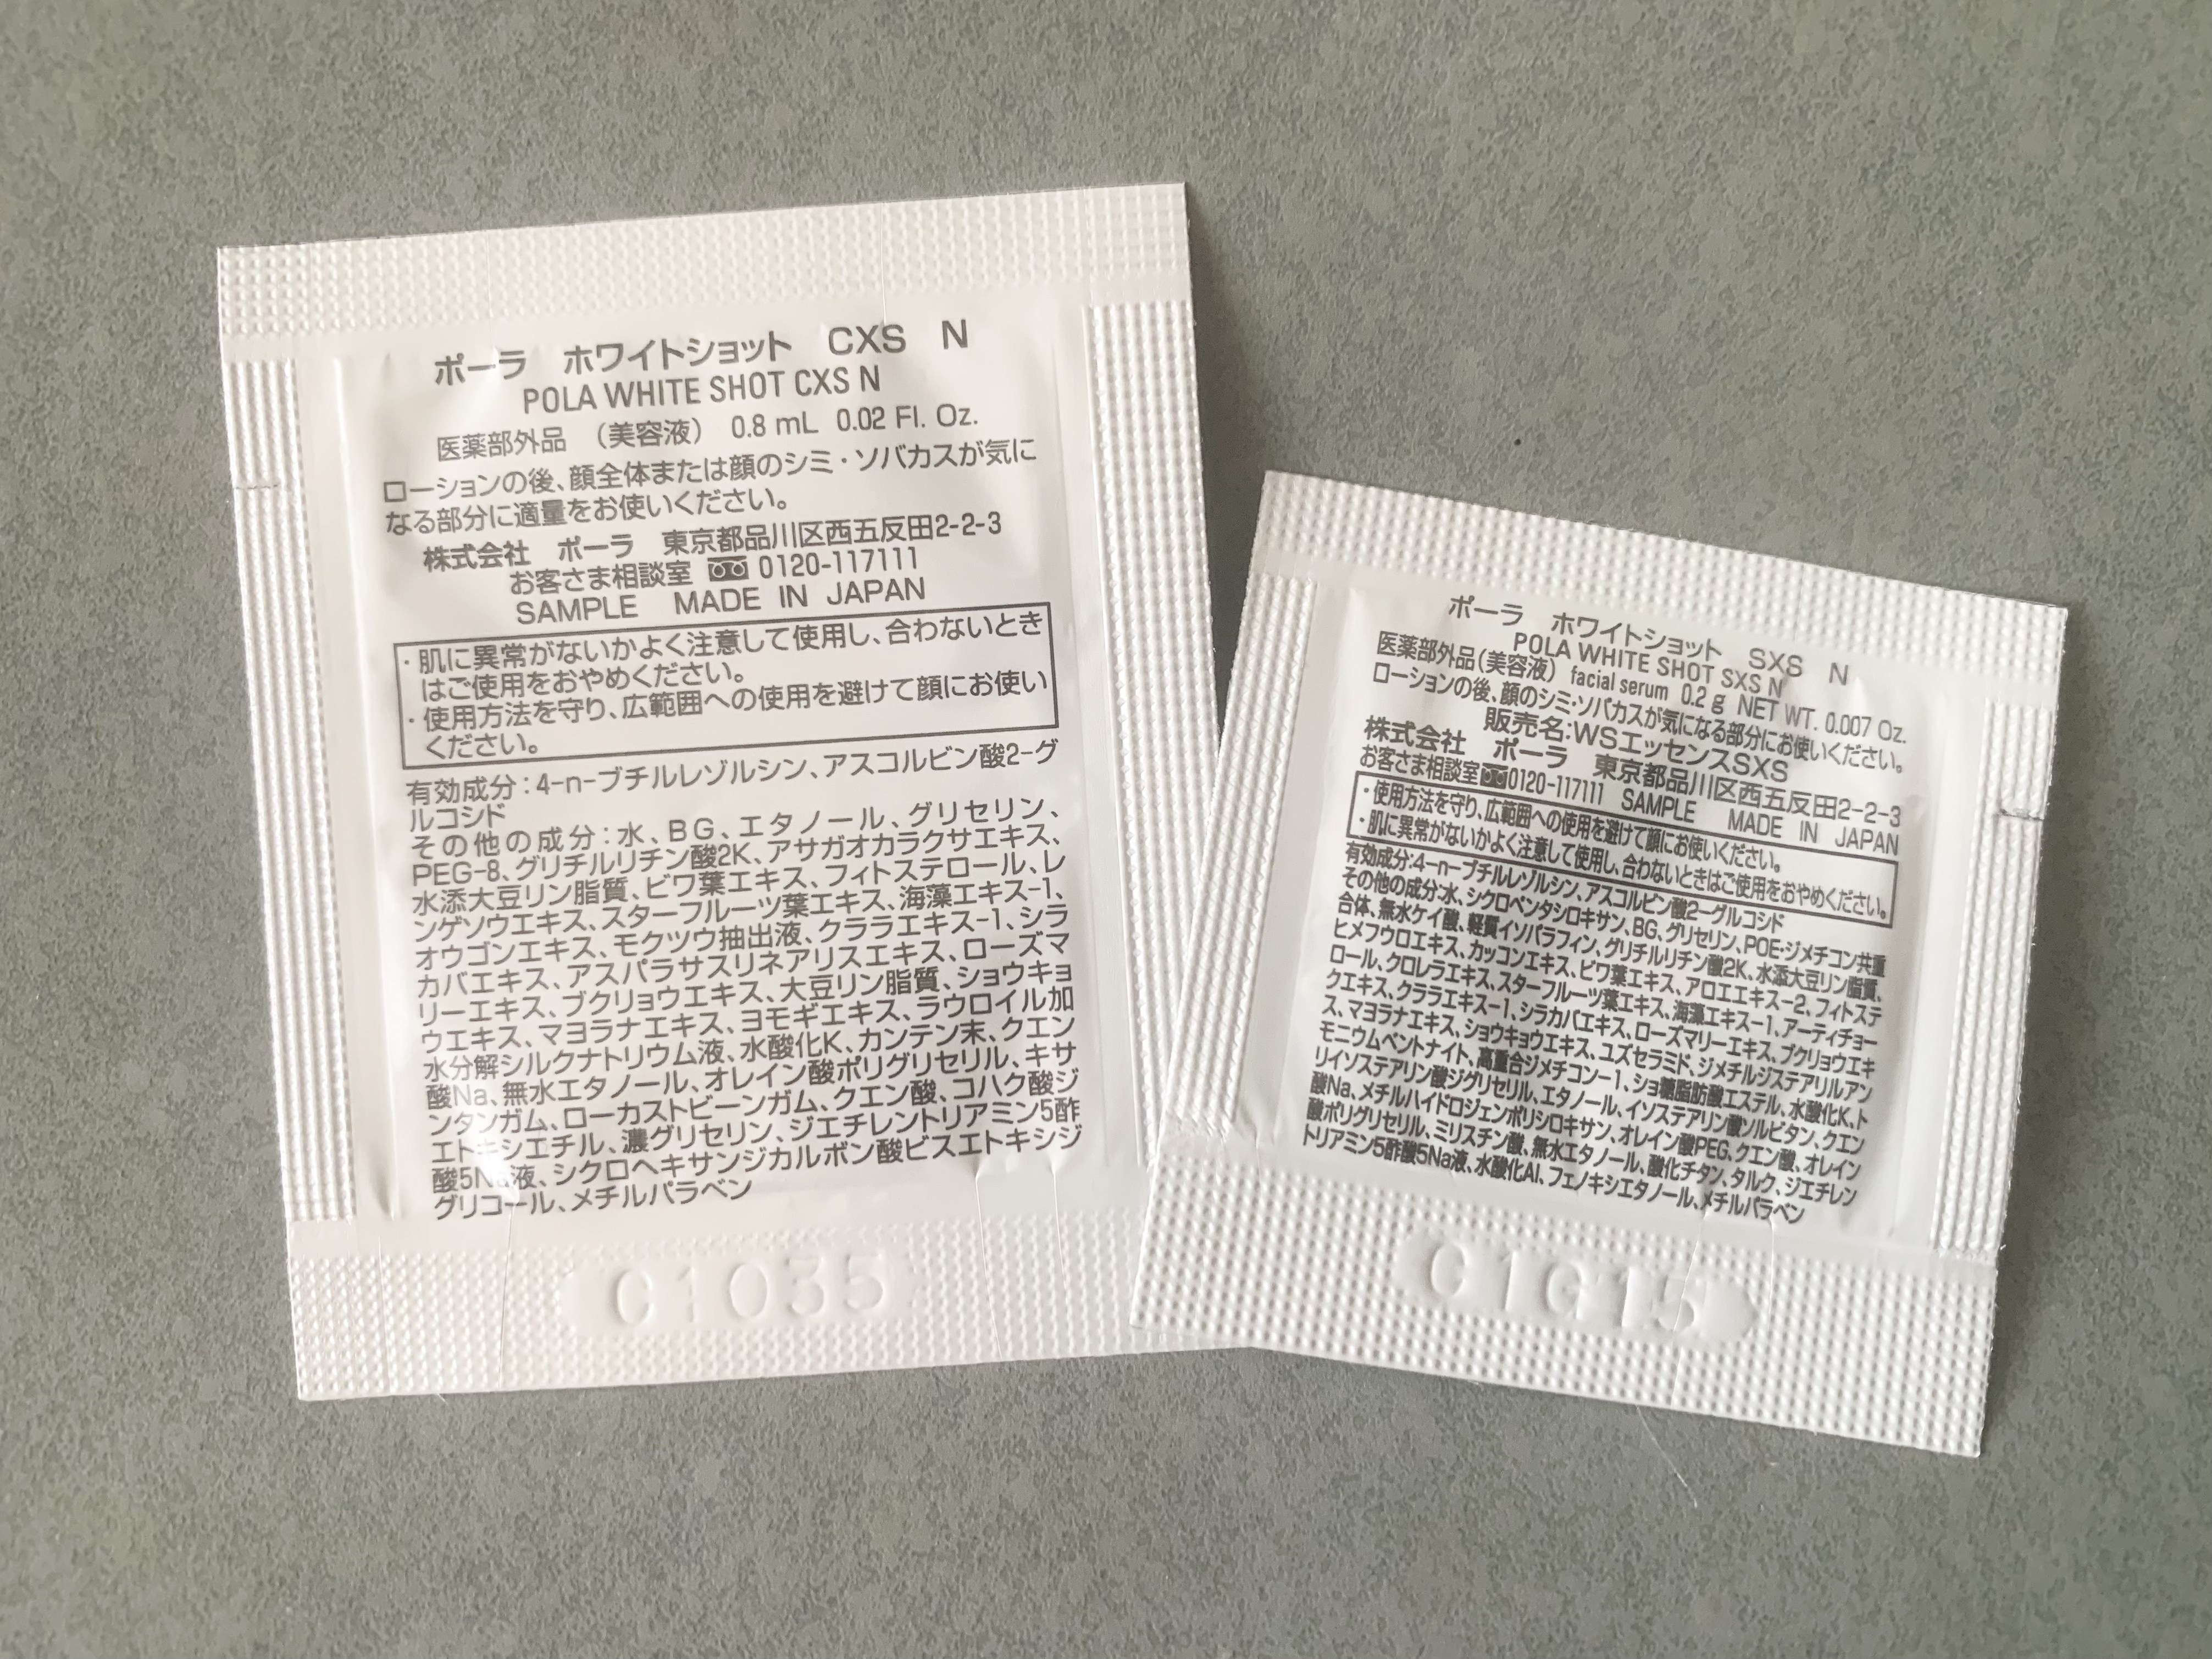 ポーラ ホワイトショット CXS N
POLA WHITE SHOT CXS N
医薬部外品 (美容液) 0.8 mL 0.02 Fl. Oz.
ローションの後、顔全体または顔のシミ・ソバカスが気に
なる部分に適量をお使いください。
株式会社 ポーラ 東京都品川区西五反田2-2-3
お客さま相談室 0120-117111
SAMPLE MADE IN JAPAN
・肌に異常がないかよく注意して使用し、合わないとき
はご使用をおやめください。
・使用方法を守り、広範囲への使用を避けて顔にお使い
ください。
有効成分：4-n-ブチルレゾルシン、アスコルビン酸2-グ
ルコシド
その他の成分：水、BG、エタノール、グリセリン、
PEG-8、グリチルリチン酸2K、アサガオカラクサエキス、
水添大豆リン脂質、ビワ葉エキス、フィトステロール、レ
ンゲソウエキス、スターフルーツ葉エキス、海藻エキス-1、
オウゴンエキス、モクツウ抽出液、クララエキス-1、シラ
カバエキス、アスパラサスリネアリスエキス、ローズマ
リーエキス、ブクリョウエキス、大豆リン脂質、ショウキョ
ウエキス、マヨラナエキス、ヨモギエキス、ラウロイル加
水分解シルクナトリウム液、水酸化K、カンテン末、クエン
酸Na、無水エタノール、オレイン酸ポリグリセリル、キサ
ンタンガム、ローカストビーンガム、クエン酸、コハク酸ジ
エトキシエチル、濃グリセリン、ジエチレントリアミン5酢
酸5Na液、シクロヘキサンジカルボン酸ビスエトキシジ
グリコール、メチルパラベン
C1035
ポーラ ホワイトショット SXS N
POLA WHITE SHOT SXS N
医薬部外品(美容液) facial serum 0.2 g NET WT. 0.007 Oz.
ローションの後、顔のシミ・ソバカスが気になる部分にお使いください。
販売名：WSエッセンスSXS
株式会社 ポーラ 東京都品川区西五反田2-2-3
お客さま相談室 0120-117111 SAMPLE MADE IN JAPAN
・使用方法を守り、広範囲への使用を避けて顔にお使いください。
・肌に異常がないかよく注意して使用し、合わないときはご使用をおやめください。
有効成分：4-n-ブチルレゾルシン、アスコルビン酸2-グルコシド
その他の成分：水、シクロペンタシロキサン、BG、グリセリン、POE・ジメチコン共重
合体、無水ケイ酸、軽質イソパラフィン、グリチルリチン酸2K、水添大豆リン脂質、
ヒメフウロエキス、カッコンエキス、ビワ葉エキス、アロエエキス-2、フィトステ
ロール、クロレラエキス、スターフルーツ葉エキス、海藻エキス-1、アーティチョー
クエキス、クララエキス-1、シラカバエキス、ローズマリーエキス、ブクリョウエキ
ス、マヨラナエキス、ショウキョウエキス、ユズセラミド、ジメチルジステアリルアン
モニウムベントナイト、高重合ジメチコン-1、ショ糖脂肪酸エステル、水酸化K、ト
リイソステアリン酸ジグリセリル、エタノール、イソステアリン酸ソルビタン、クエン
酸Na、メチルハイドロジェンポリシロキサン、オレイン酸PEG、クエン酸、オレイン
酸ポリグリセリル、ミリスチン酸、無水エタノール、酸化チタン、タルク、ジエチレン
トリアミン5酢酸5Na液、水酸化Al、フェノキシエタノール、メチルパラベン